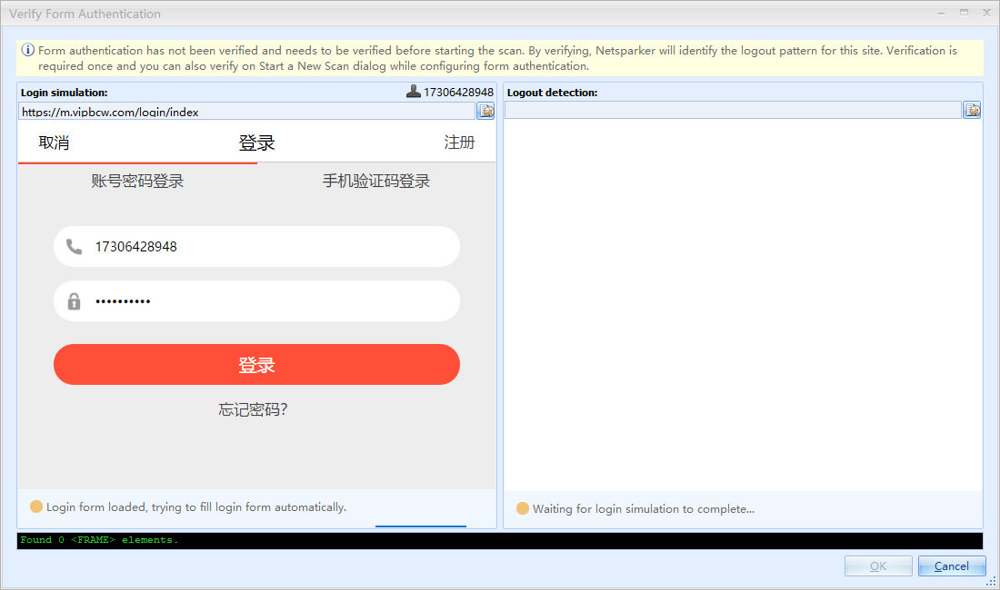 Verify Form Authentication
Form authentication has not been verified and needs to be verified before starting the scan. By verifying, Netsparker will identify the logout pattern for this site. Verification is
required once and you can also verify on Start a New Scan dialog while configuring form authentication.
Login simulation:
17306428948
https://m.vipbcw.com/login/index
取消
登录
注册
账号密码登录
手机验证码登录
17306428948
••••••••••
登录
忘记密码?
Login form loaded, trying to fill login form automatically.
Logout detection:
Waiting for login simulation to complete...
Found 0 <FRAME> elements.
OK
Cancel